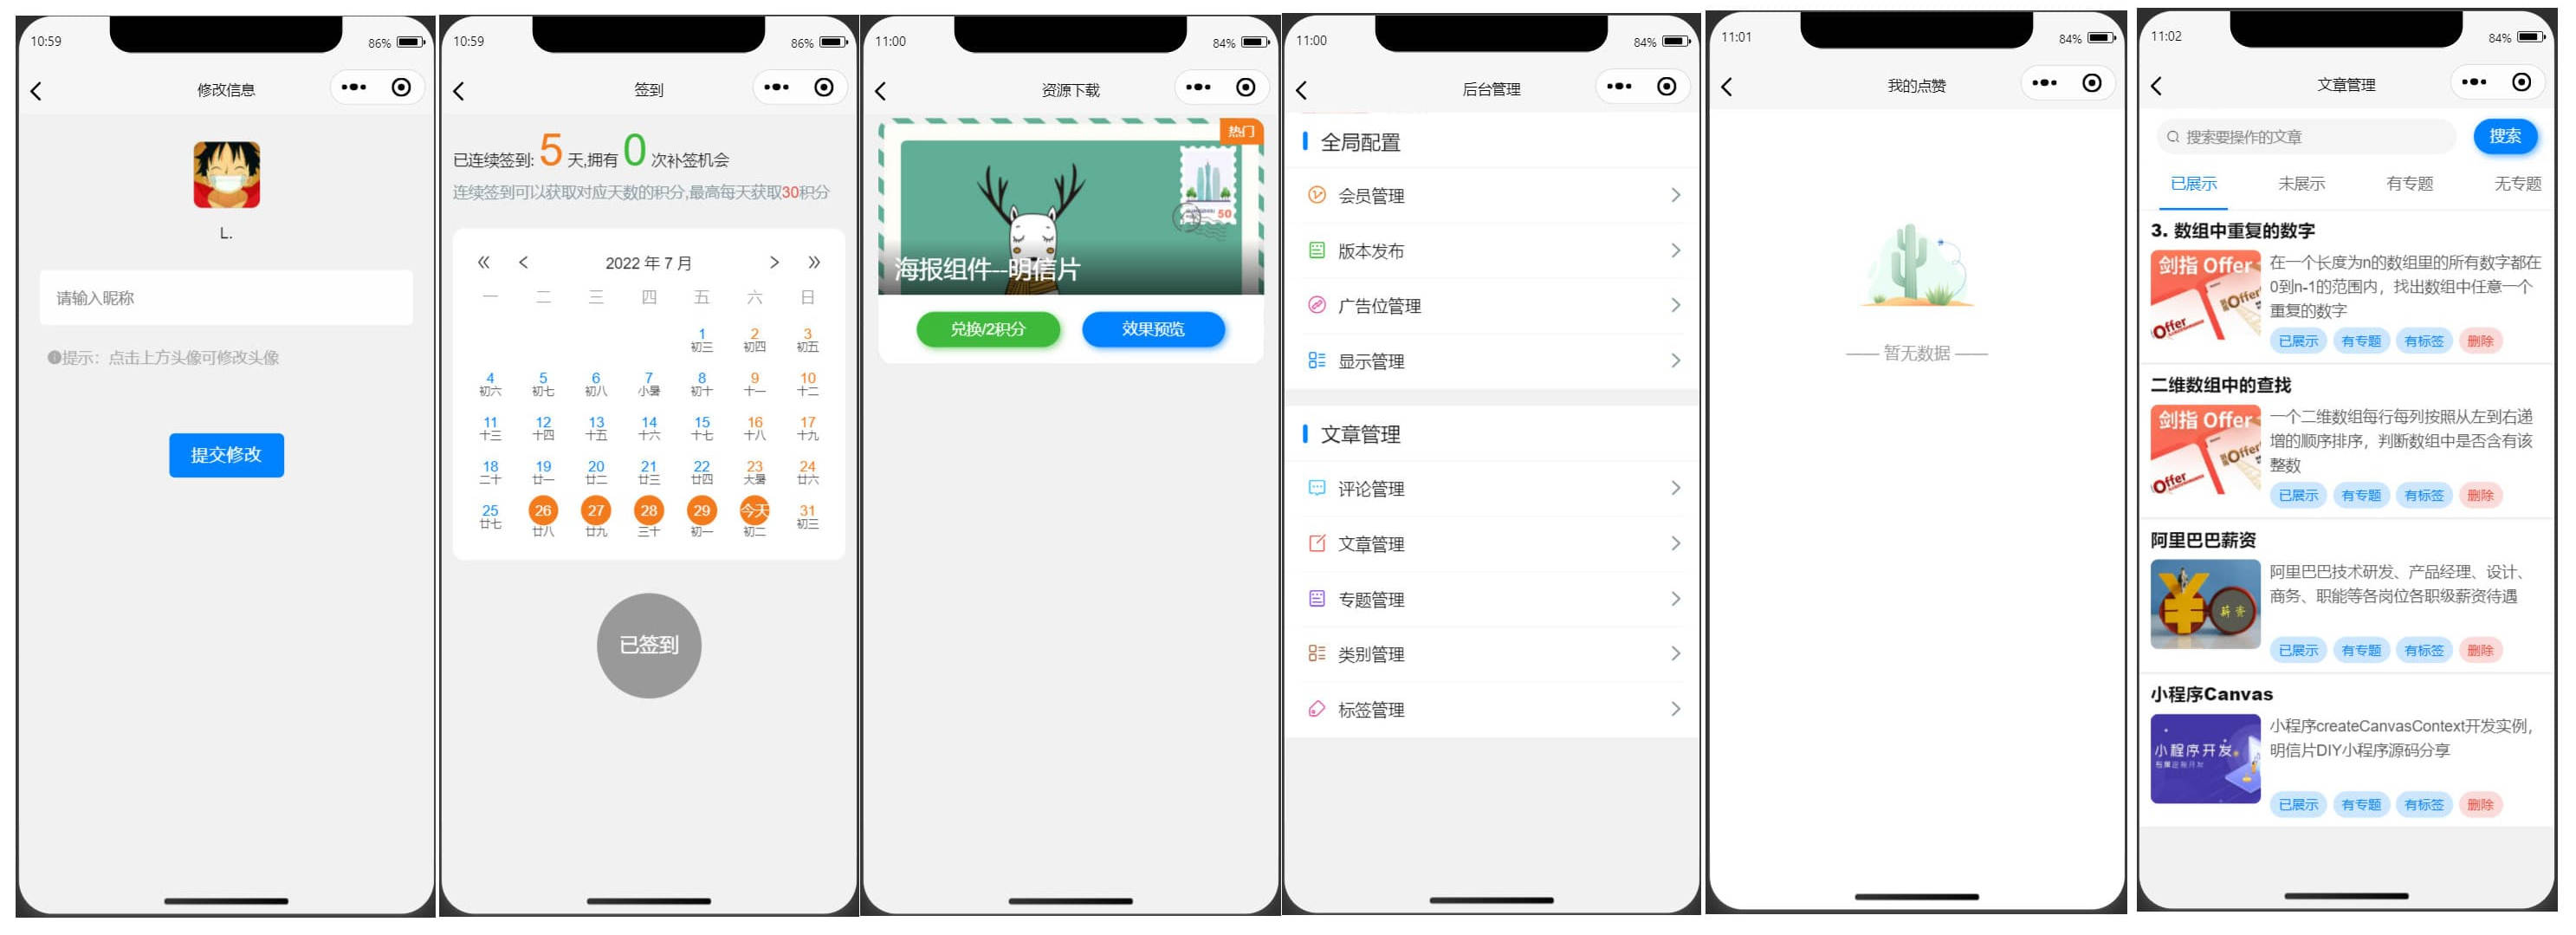 10:59
86%
修改信息
L.
请输入昵称
提示：点击上方头像可修改头像
提交修改
10:59
86%
签到
已连续签到: 5 天,拥有 0 次补签机会
连续签到可以获取对应天数的积分,最高每天获取30积分
2022 年 7 月
一 二 三 四 五 六 日
1 2 3
初三 初四 初五
4 5 6 7 8 9 10
初六 初七 初八 小暑 初十 十一 十二
11 12 13 14 15 16 17
十三 十四 十五 十六 十七 十八 十九
18 19 20 21 22 23 24
二十 廿一 廿二 廿三 廿四 大暑 廿六
25 26 27 28 29 今天 31
廿七 廿八 廿九 三十 初一 初二 初三
已签到
11:00
84%
资源下载
热门
50
海报组件--明信片
兑换/2积分 效果预览
11:00
84%
后台管理
全局配置
会员管理
版本发布
广告位管理
显示管理
文章管理
评论管理
文章管理
专题管理
类别管理
标签管理
11:01
84%
我的点赞
暂无数据
11:02
84%
文章管理
搜索要操作的文章 搜索
已展示 未展示 有专题 无专题
3. 数组中重复的数字
剑指 Offer
Offer
Offer
在一个长度为n的数组里的所有数字都在
0到n-1的范围内，找出数组中任意一个
重复的数字
已展示 有专题 有标签 删除
二维数组中的查找
剑指 Offer
Offer
Offer
一个二维数组每行每列按照从左到右递
增的顺序排序，判断数组中是否含有该
整数
已展示 有专题 有标签 删除
阿里巴巴薪资
薪资
阿里巴巴技术研发、产品经理、设计、
商务、职能等各岗位各职级薪资待遇
已展示 有专题 有标签 删除
小程序Canvas
小程序开发
小程序createCanvasContext开发实例，
明信片DIY小程序源码分享
已展示 有专题 有标签 删除